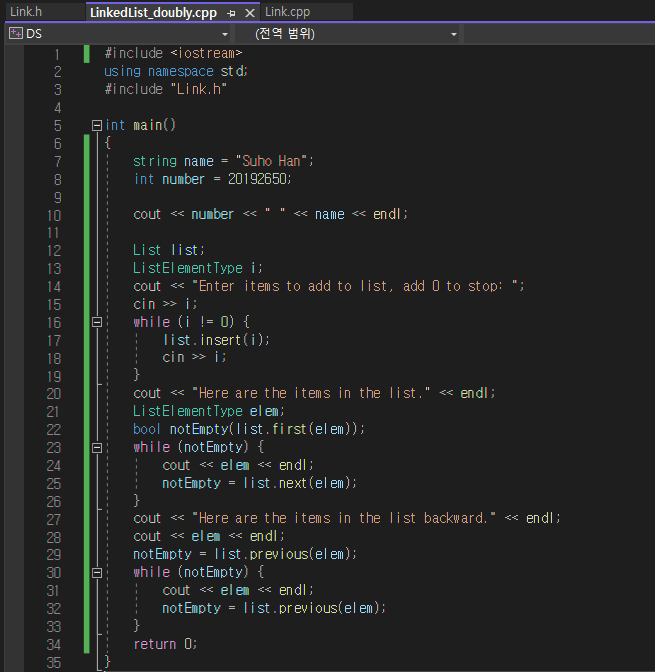 Link.h LinkedList_doubly.cpp Link.cpp
DS (전역 범위)
1 #include <iostream>
2 using namespace std;
3 #include "Link.h"
4
5 int main()
6 {
7 string name = "Suho Han";
8 int number = 20192650;
9
10 cout << number << " " << name << endl;
11
12 List list;
13 ListElementType i;
14 cout << "Enter items to add to list, add 0 to stop: ";
15 cin >> i;
16 while (i != 0) {
17 list.insert(i);
18 cin >> i;
19 }
20 cout << "Here are the items in the list." << endl;
21 ListElementType elem;
22 bool notEmpty(list.first(elem));
23 while (notEmpty) {
24 cout << elem << endl;
25 notEmpty = list.next(elem);
26 }
27 cout << "Here are the items in the list backward." << endl;
28 cout << elem << endl;
29 notEmpty = list.previous(elem);
30 while (notEmpty) {
31 cout << elem << endl;
32 notEmpty = list.previous(elem);
33 }
34 return 0;
35 }